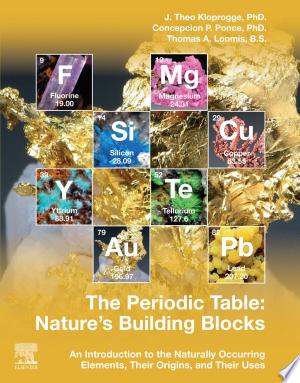 J. Theo Kloprogge, PhD.
Concepcion P. Ponce, PhD.
Thomas A. Loomis, B.S.
9
F
Fluorine
19.00
12
Mg
Magnesium
24.31
14
Si
Silicon
28.09
29
Cu
Copper
63.55
39
Y
Yttrium
88.91
52
Te
Tellurium
127.6
79
Au
Gold
196.97
82
Pb
Lead
207.20
The Periodic Table:
Nature's Building Blocks
An Introduction to the Naturally Occurring
Elements, Their Origins, and Their Uses
ELSEVIER